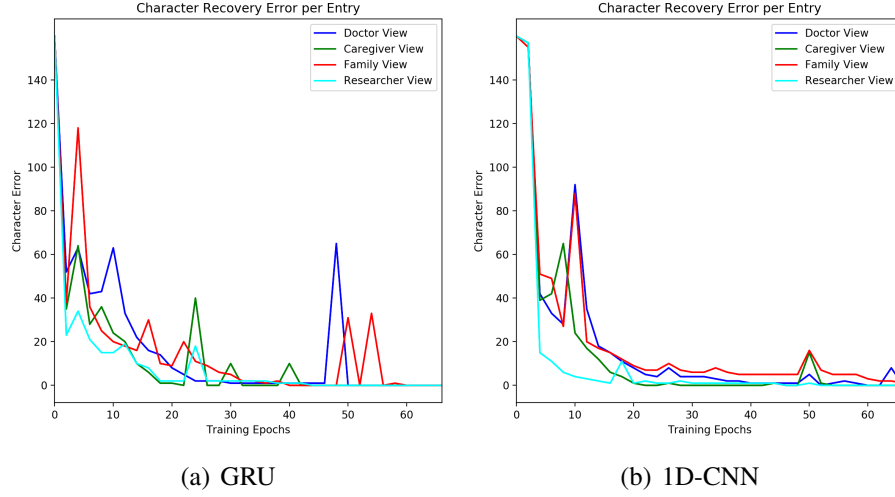 Character Recovery Error per Entry
Doctor View
Caregiver View
Family View
Researcher View
140
120
100
80
60
40
20
0
Character Error
0 10 20 30 40 50 60
Training Epochs
(a) GRU
Character Recovery Error per Entry
Doctor View
Caregiver View
Family View
Researcher View
140
120
100
80
60
40
20
0
Character Error
0 10 20 30 40 50 60
Training Epochs
(b) 1D-CNN